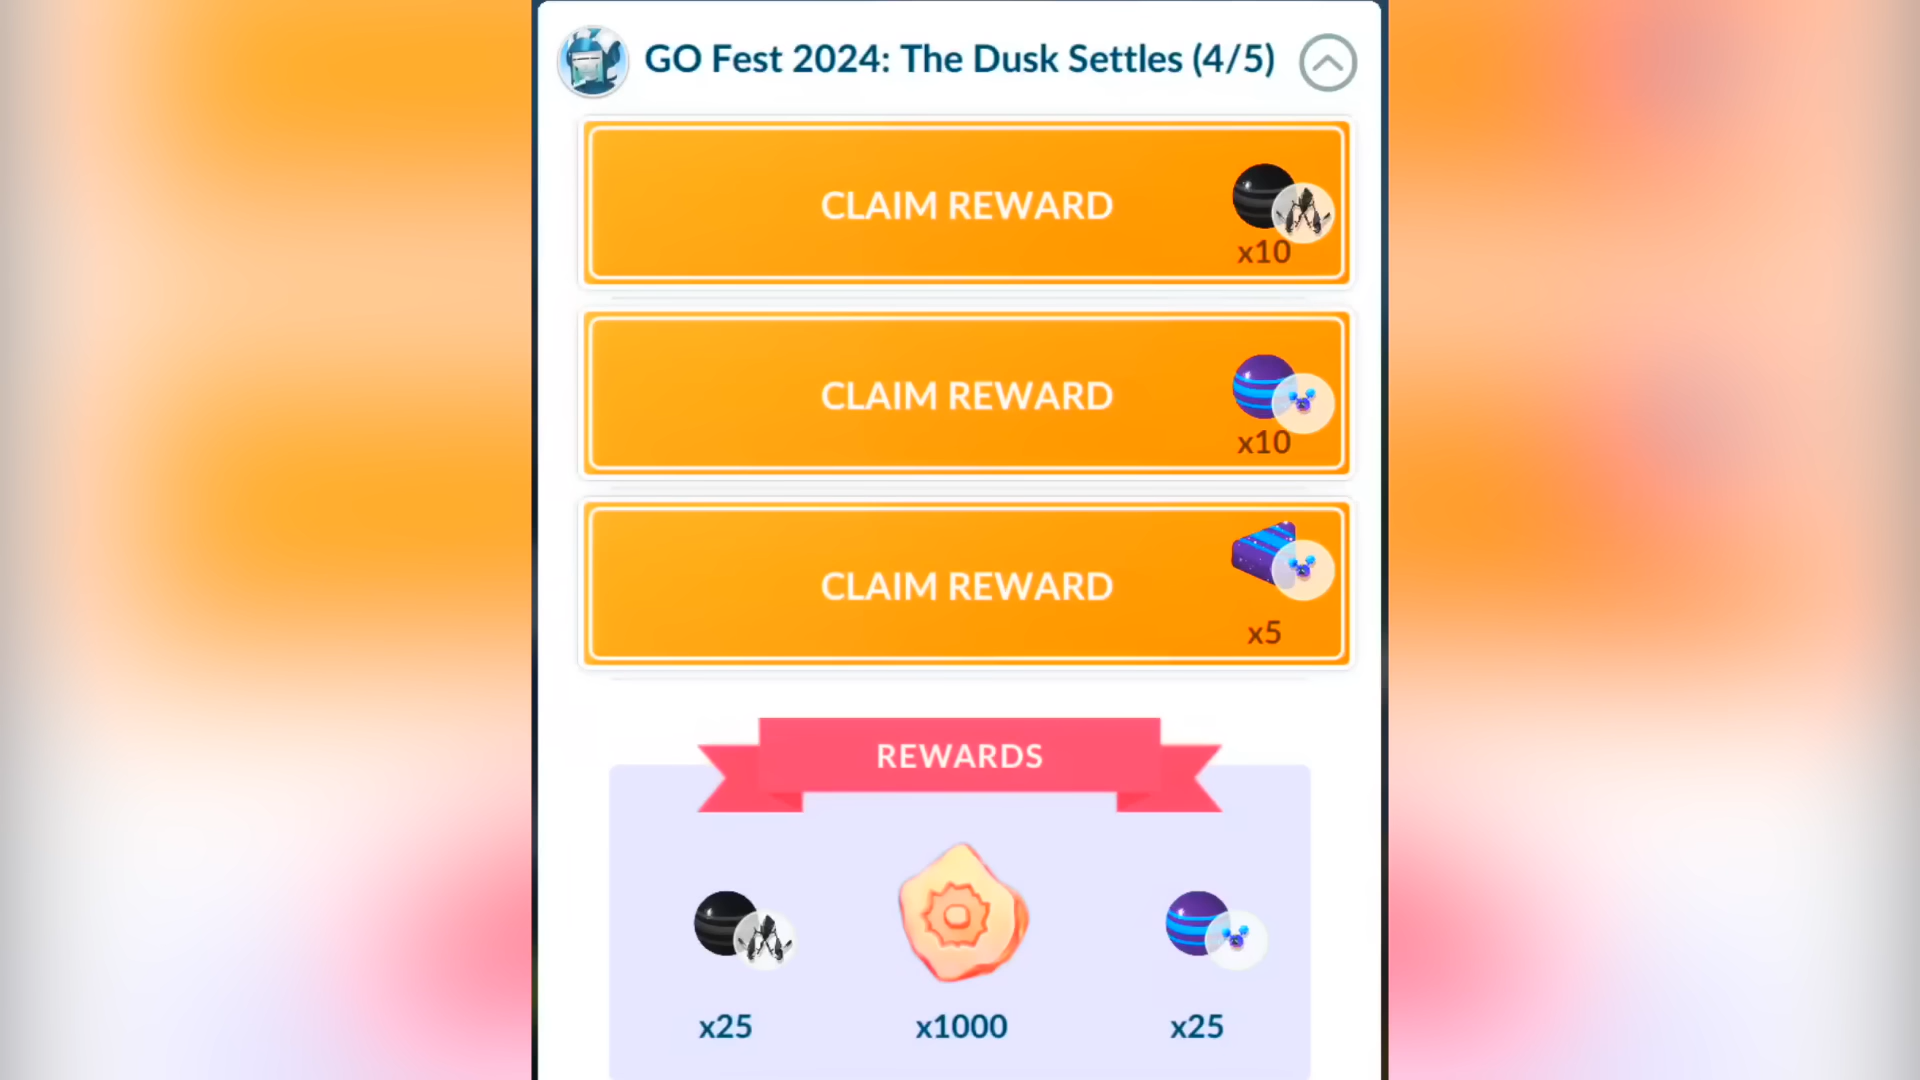 GO Fest 2024: The Dusk Settles (4/5)
CLAIM REWARD
x10
CLAIM REWARD
x10
CLAIM REWARD
x5
REWARDS
x25 x1000 x25